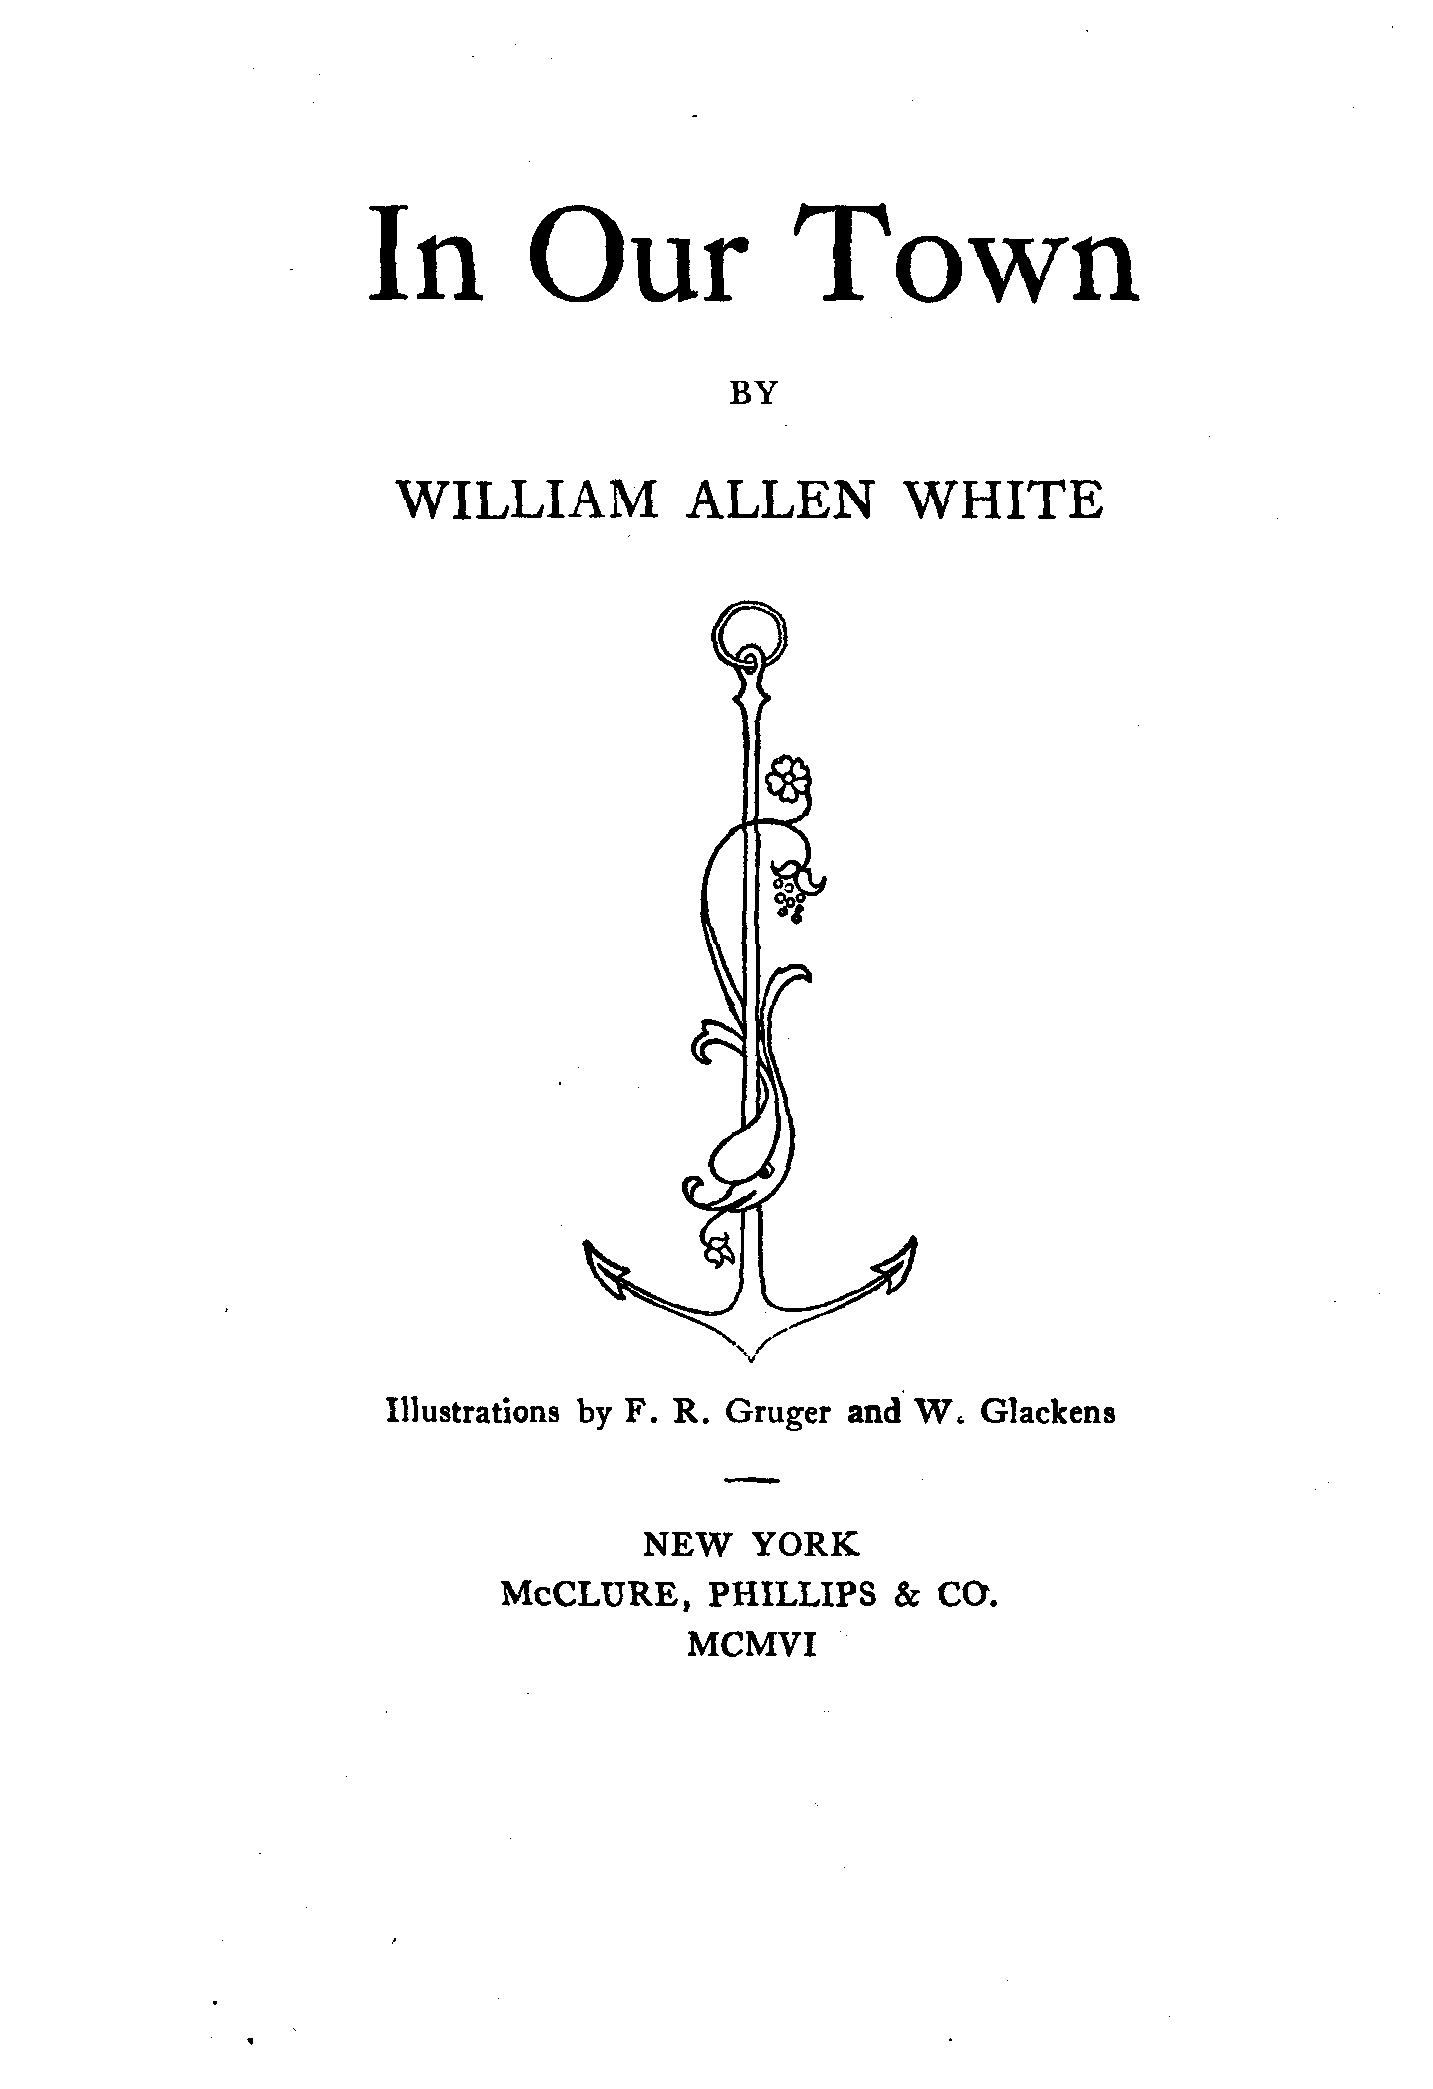 In Our Town
BY
WILLIAM ALLEN WHITE
Illustrations by F. R. Gruger and W. Glackens
NEW YORK
McCLURE, PHILLIPS & CO.
MCMVI